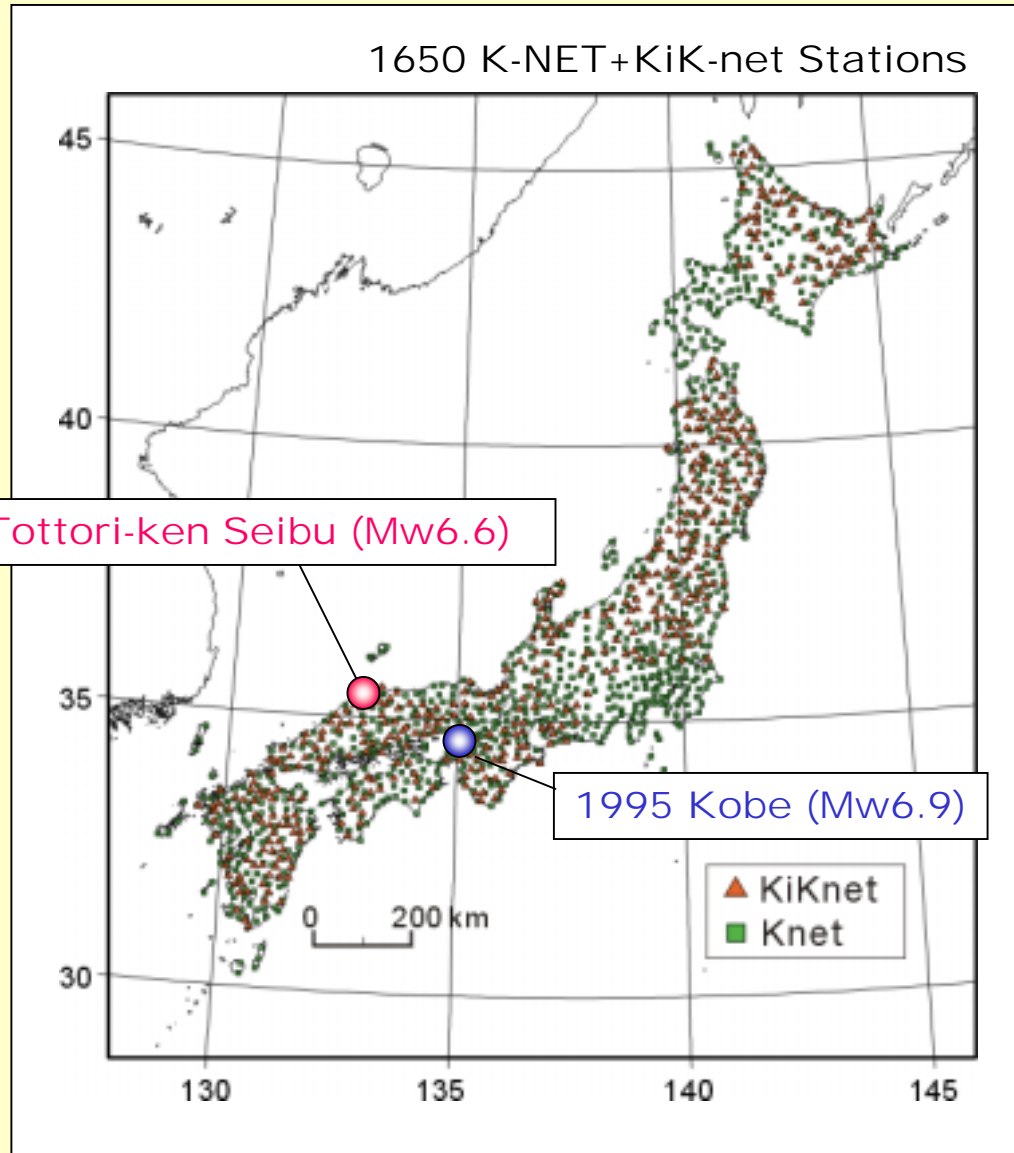 1650 K-NET+KiK-net Stations
45
40
Tottori-ken Seibu (Mw6.6)
35
1995 Kobe (Mw6.9)
KiKnet
0 200 km
Knet
30
130 135 140 145